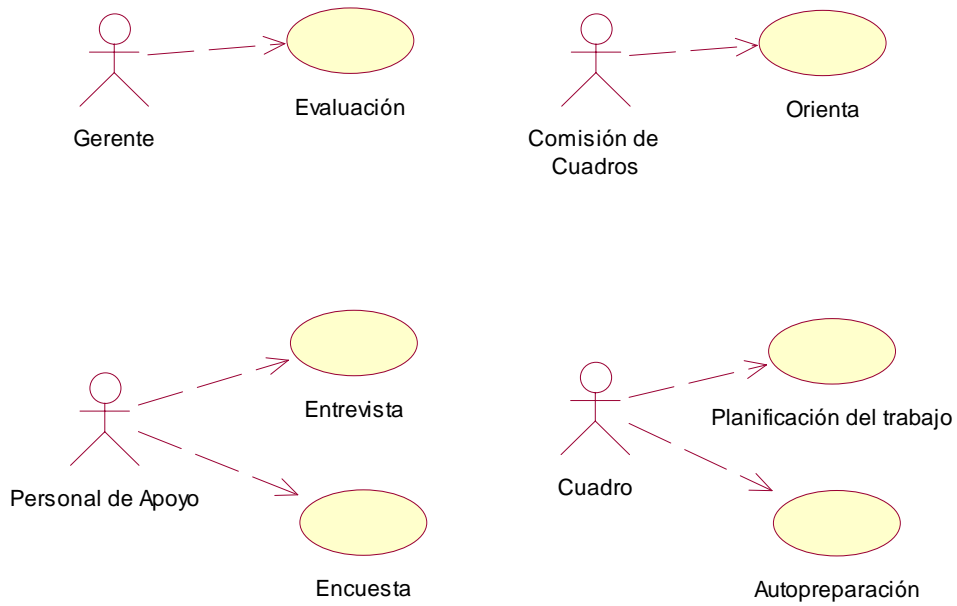 Evaluación
Gerente
Orienta
Comisión de
Cuadros
Entrevista
Personal de Apoyo
Encuesta
Planificación del trabajo
Cuadro
Autopreparación